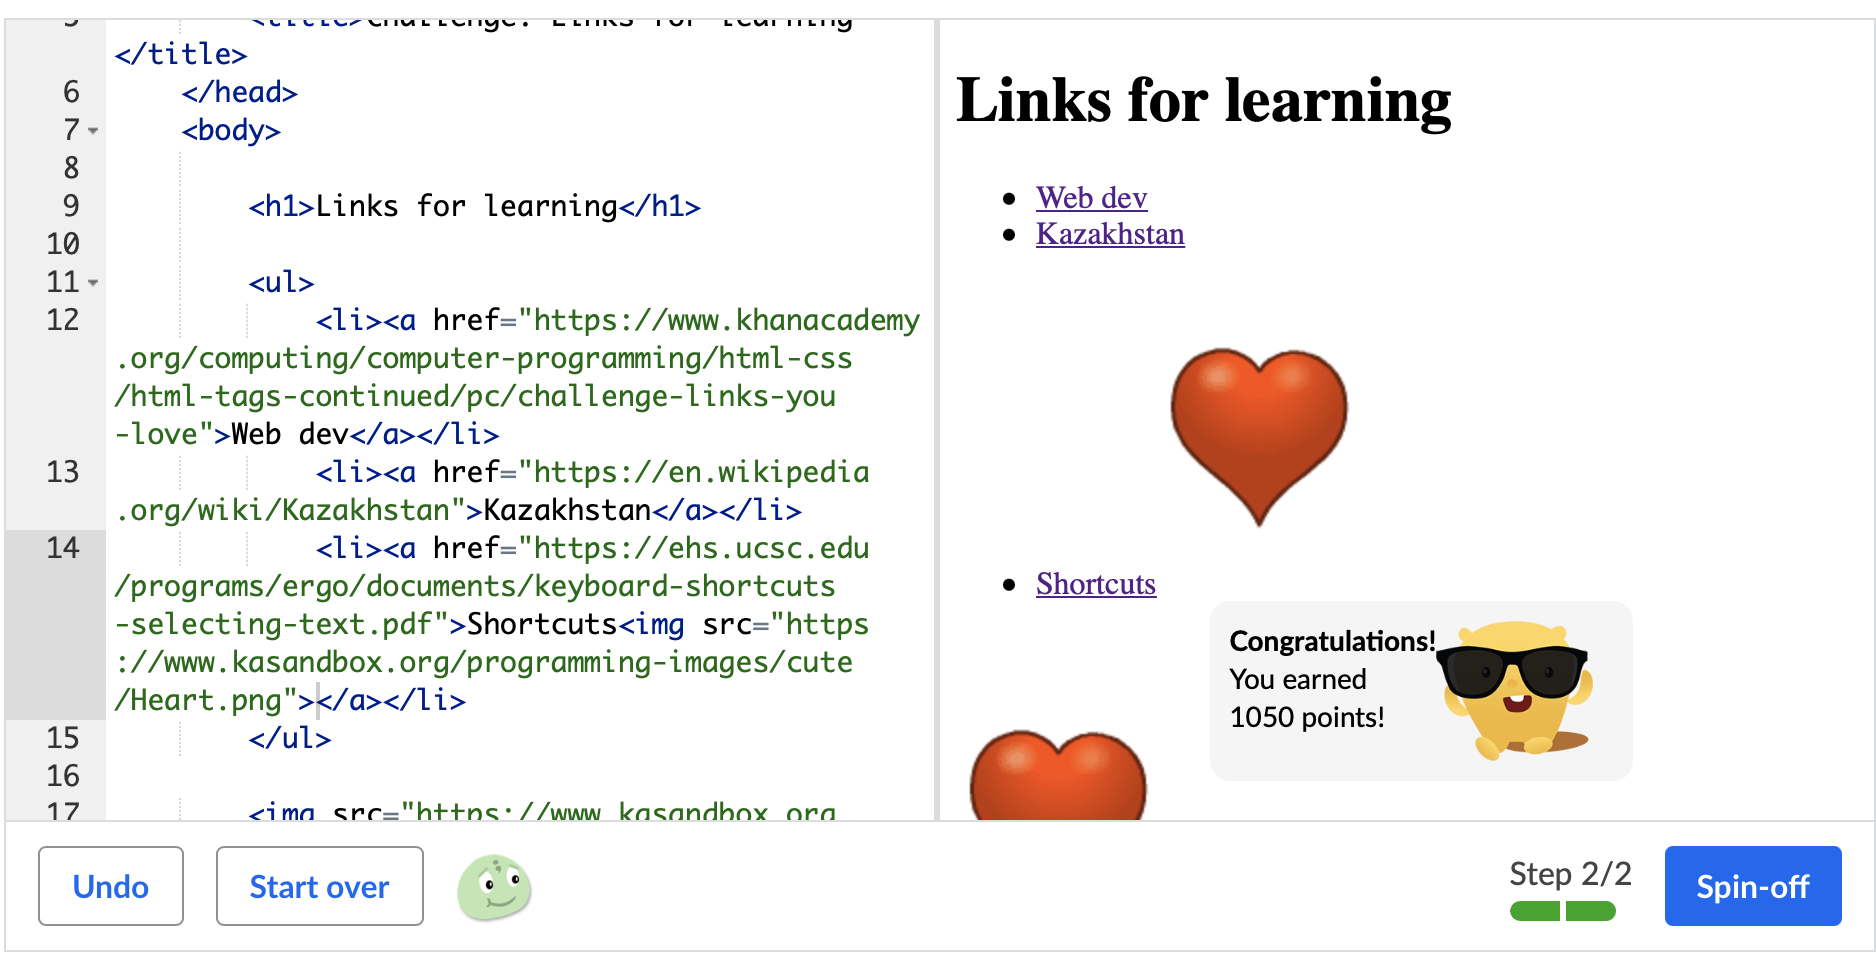 5 <title>Challenge: Links for learning
</title>
6 </head>
7 <body>
8
9 <h1>Links for learning</h1>
10
11 <ul>
12 <li><a href="https://www.khanacademy
.org/computing/computer-programming/html-css
/html-tags-continued/pc/challenge-links-you
-love">Web dev</a></li>
13 <li><a href="https://en.wikipedia
.org/wiki/Kazakhstan">Kazakhstan</a></li>
14 <li><a href="https://ehs.ucsc.edu
/programs/ergo/documents/keyboard-shortcuts
-selecting-text.pdf">Shortcuts<img src="https
://www.kasandbox.org/programming-images/cute
/Heart.png"></a></li>
15 </ul>
16
17 <img src="https://www.kasandbox.org
Links for learning
Web dev
Kazakhstan
Shortcuts
Congratulations!
You earned
1050 points!
Undo
Start over
Step 2/2
Spin-off